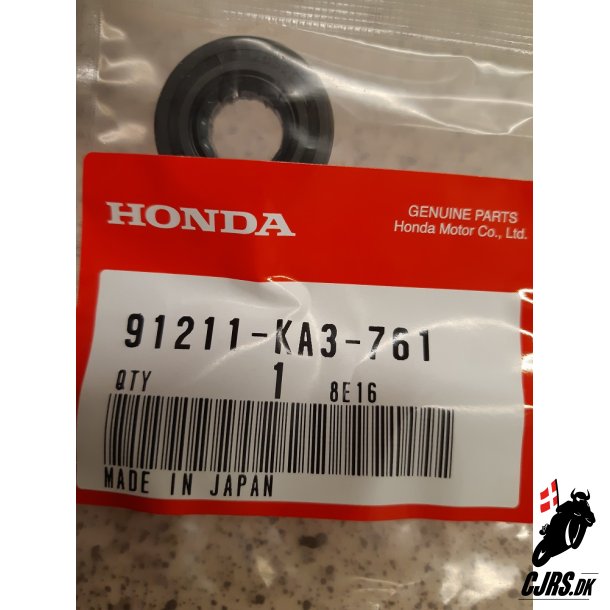 HONDA
GENUINE PARTS
Honda Motor Co., Ltd.
91211-KA3-761
QTY 1 8E16
MADE IN JAPAN
CJRS.DK